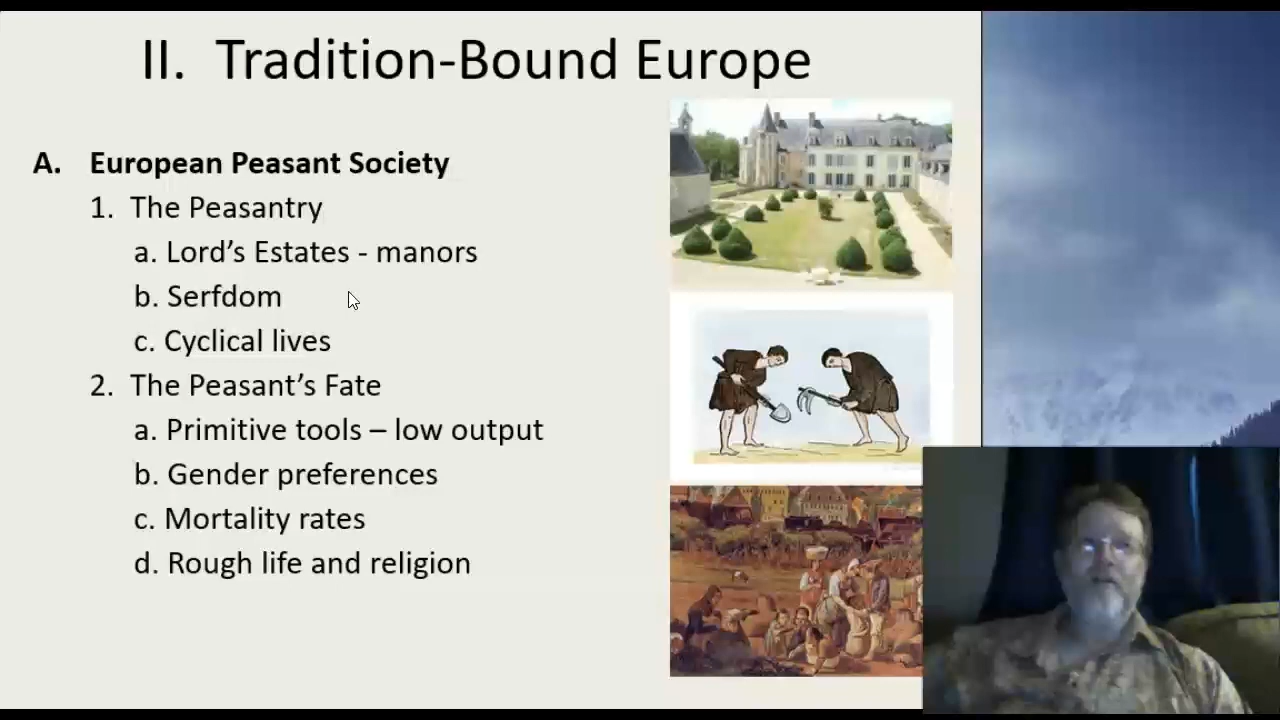 II. Tradition-Bound Europe
A. European Peasant Society
1. The Peasantry
a. Lord's Estates - manors
b. Serfdom
c. Cyclical lives
2. The Peasant's Fate
a. Primitive tools – low output
b. Gender preferences
c. Mortality rates
d. Rough life and religion